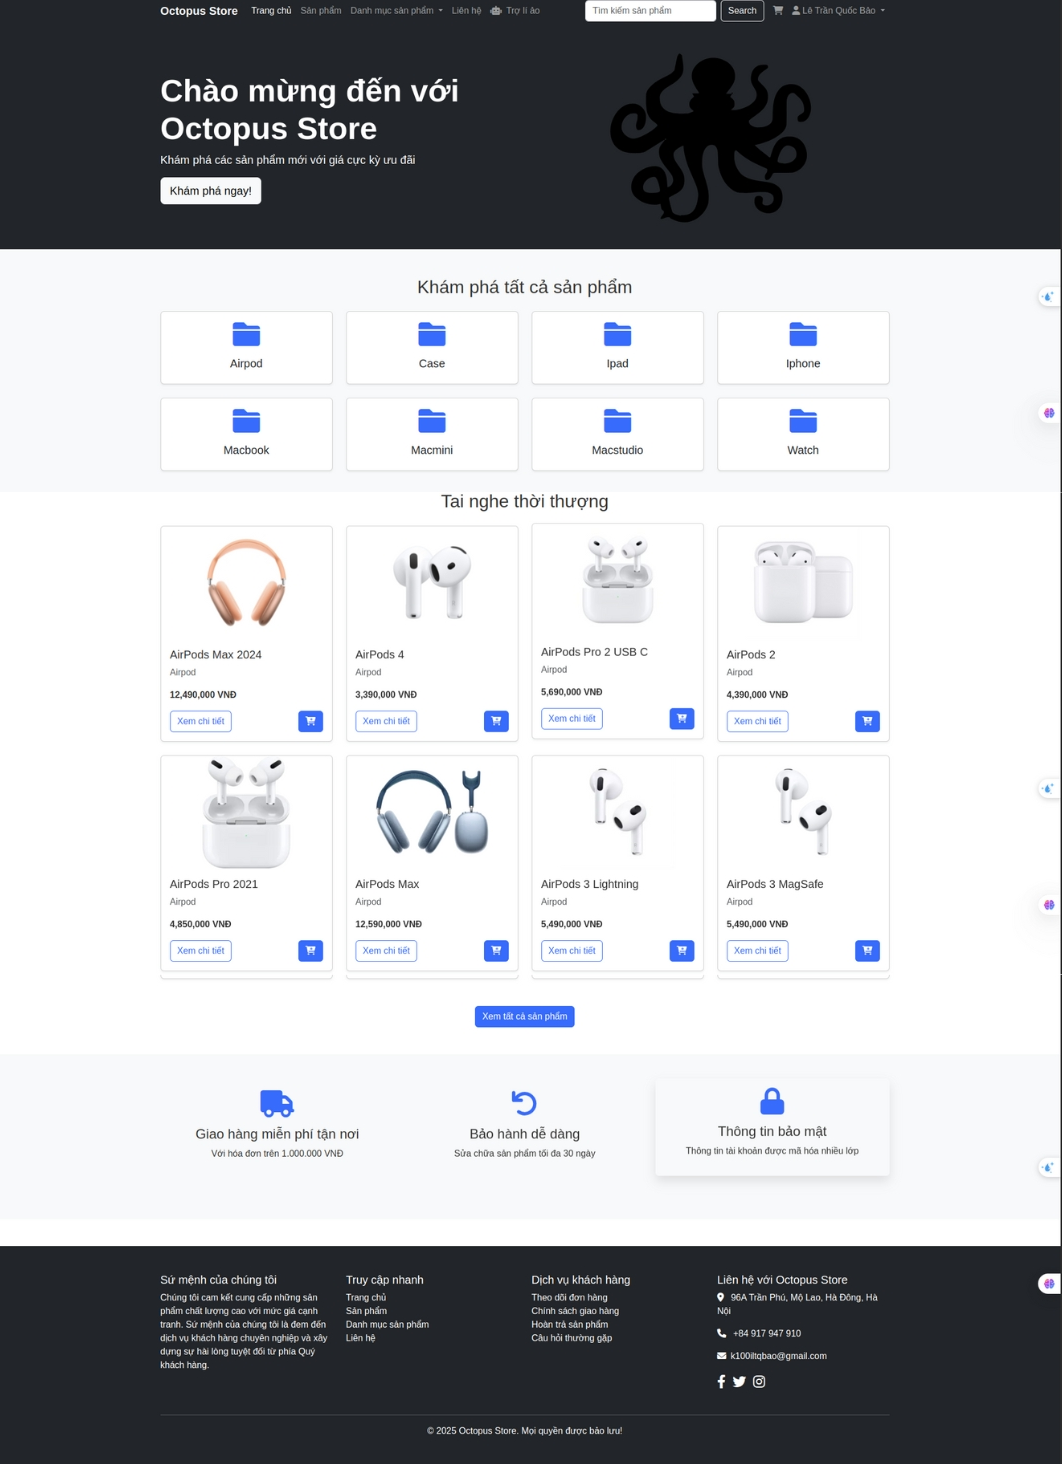 Octopus Store Trang chủ Sản phẩm Danh mục sản phẩm Liên hệ Trợ lí ảo Tìm kiếm sản phẩm Search Lê Trần Quốc Bảo
Chào mừng đến với
Octopus Store
Khám phá các sản phẩm mới với giá cực kỳ ưu đãi
Khám phá ngay!
Khám phá tất cả sản phẩm
Airpod Case Ipad Iphone
Macbook Macmini Macstudio Watch
Tai nghe thời thượng
AirPods Max 2024 AirPods 4 AirPods Pro 2 USB C AirPods 2
Airpod Airpod Airpod Airpod
12,490,000 VNĐ 3,390,000 VNĐ 5,690,000 VNĐ 4,390,000 VNĐ
Xem chi tiết Xem chi tiết Xem chi tiết Xem chi tiết
AirPods Pro 2021 AirPods Max AirPods 3 Lightning AirPods 3 MagSafe
Airpod Airpod Airpod Airpod
4,850,000 VNĐ 12,590,000 VNĐ 5,490,000 VNĐ 5,490,000 VNĐ
Xem chi tiết Xem chi tiết Xem chi tiết Xem chi tiết
Xem tất cả sản phẩm
Giao hàng miễn phí tận nơi
Với hóa đơn trên 1.000.000 VNĐ
Bảo hành dễ dàng
Sửa chữa sản phẩm tối đa 30 ngày
Thông tin bảo mật
Thông tin tài khoản được mã hóa nhiều lớp
Sứ mệnh của chúng tôi
Chúng tôi cam kết cung cấp những sản
phẩm chất lượng cao với mức giá cạnh
tranh. Sứ mệnh của chúng tôi là đem đến
dịch vụ khách hàng chuyên nghiệp và xây
dựng sự hài lòng tuyệt đối từ phía Quý
khách hàng.
Truy cập nhanh
Trang chủ
Sản phẩm
Danh mục sản phẩm
Liên hệ
Dịch vụ khách hàng
Theo dõi đơn hàng
Chính sách giao hàng
Hoàn trả sản phẩm
Câu hỏi thường gặp
Liên hệ với Octopus Store
96A Trần Phú, Mộ Lao, Hà Đông, Hà
Nội
+84 917 947 910
k100iltqbao@gmail.com
© 2025 Octopus Store. Mọi quyền được bảo lưu!